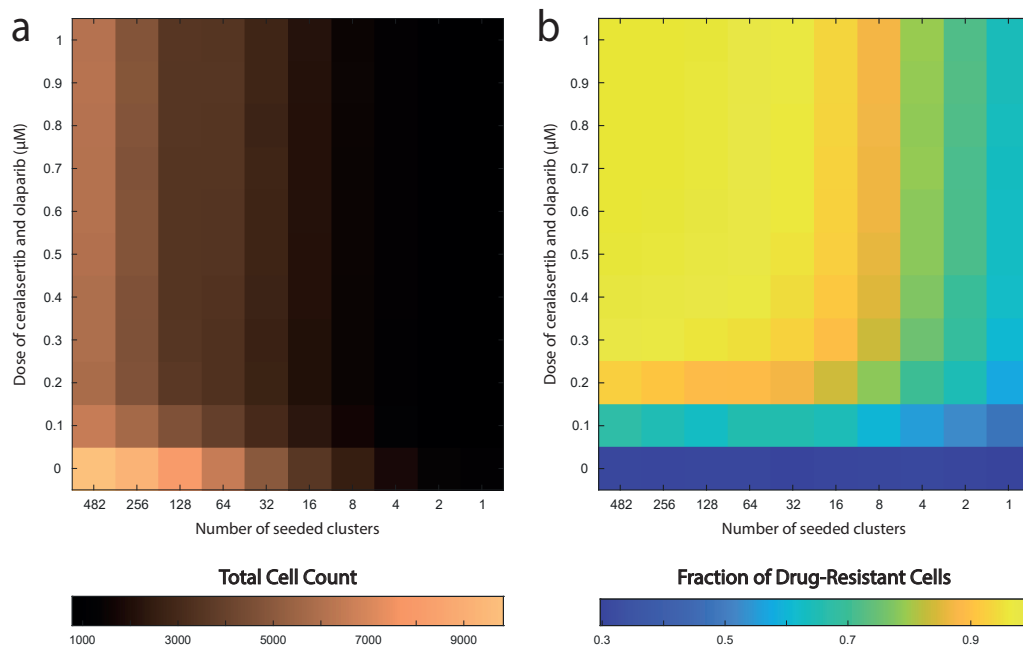 a
Dose of ceralasertib and olaparib (μM)
1
0.9
0.8
0.7
0.6
0.5
0.4
0.3
0.2
0.1
0
482 256 128 64 32 16 8 4 2 1
Number of seeded clusters
Total Cell Count
1000 3000 5000 7000 9000
b
Dose of ceralasertib and olaparib (μM)
1
0.9
0.8
0.7
0.6
0.5
0.4
0.3
0.2
0.1
0
482 256 128 64 32 16 8 4 2 1
Number of seeded clusters
Fraction of Drug-Resistant Cells
0.3 0.5 0.7 0.9